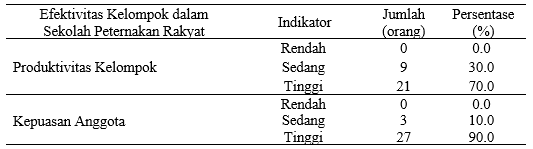 Efektivitas Kelompok dalam Sekolah Peternakan Rakyat Indikator Jumlah (orang) Persentase (%)
Produktivitas Kelompok Rendah 0 0.0
Sedang 9 30.0
Tinggi 21 70.0
Kepuasan Anggota Rendah 0 0.0
Sedang 3 10.0
Tinggi 27 90.0